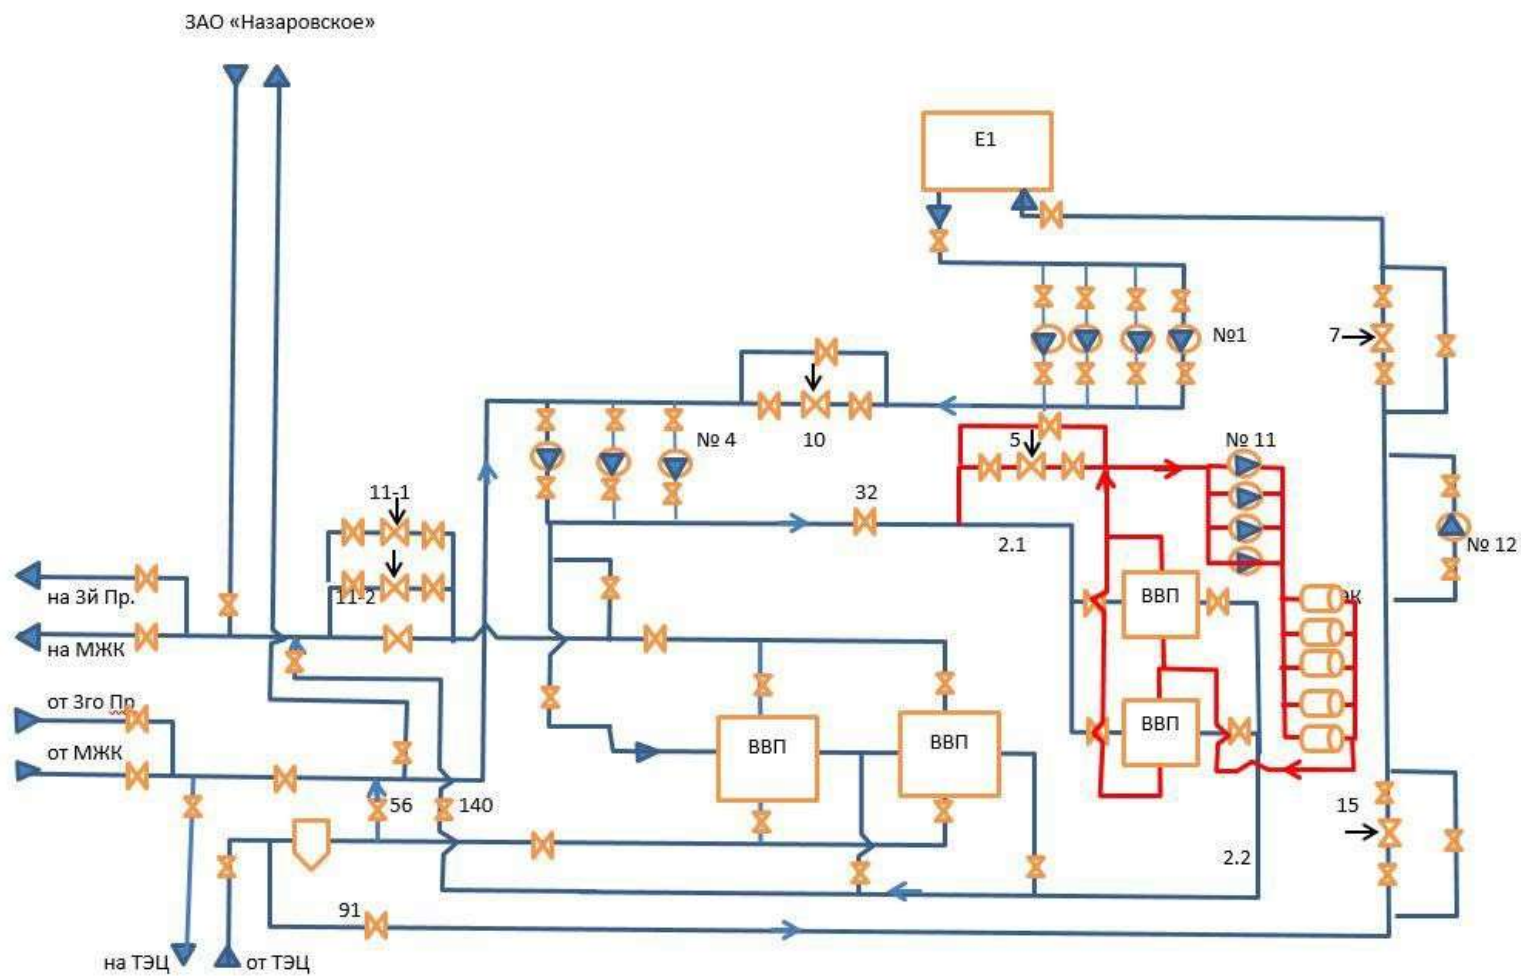 ЗАО «Назаровское»
Е1
№1
7
10
№ 4
5
№ 11
11-1
32
2.1
№ 12
11-2
на 3й Пр.
ВВП
ЭК
на МЖК
от 3го Пр
ВВП
от МЖК
ВВП
ВВП
56
140
15
2.2
91
на ТЭЦ
от ТЭЦ